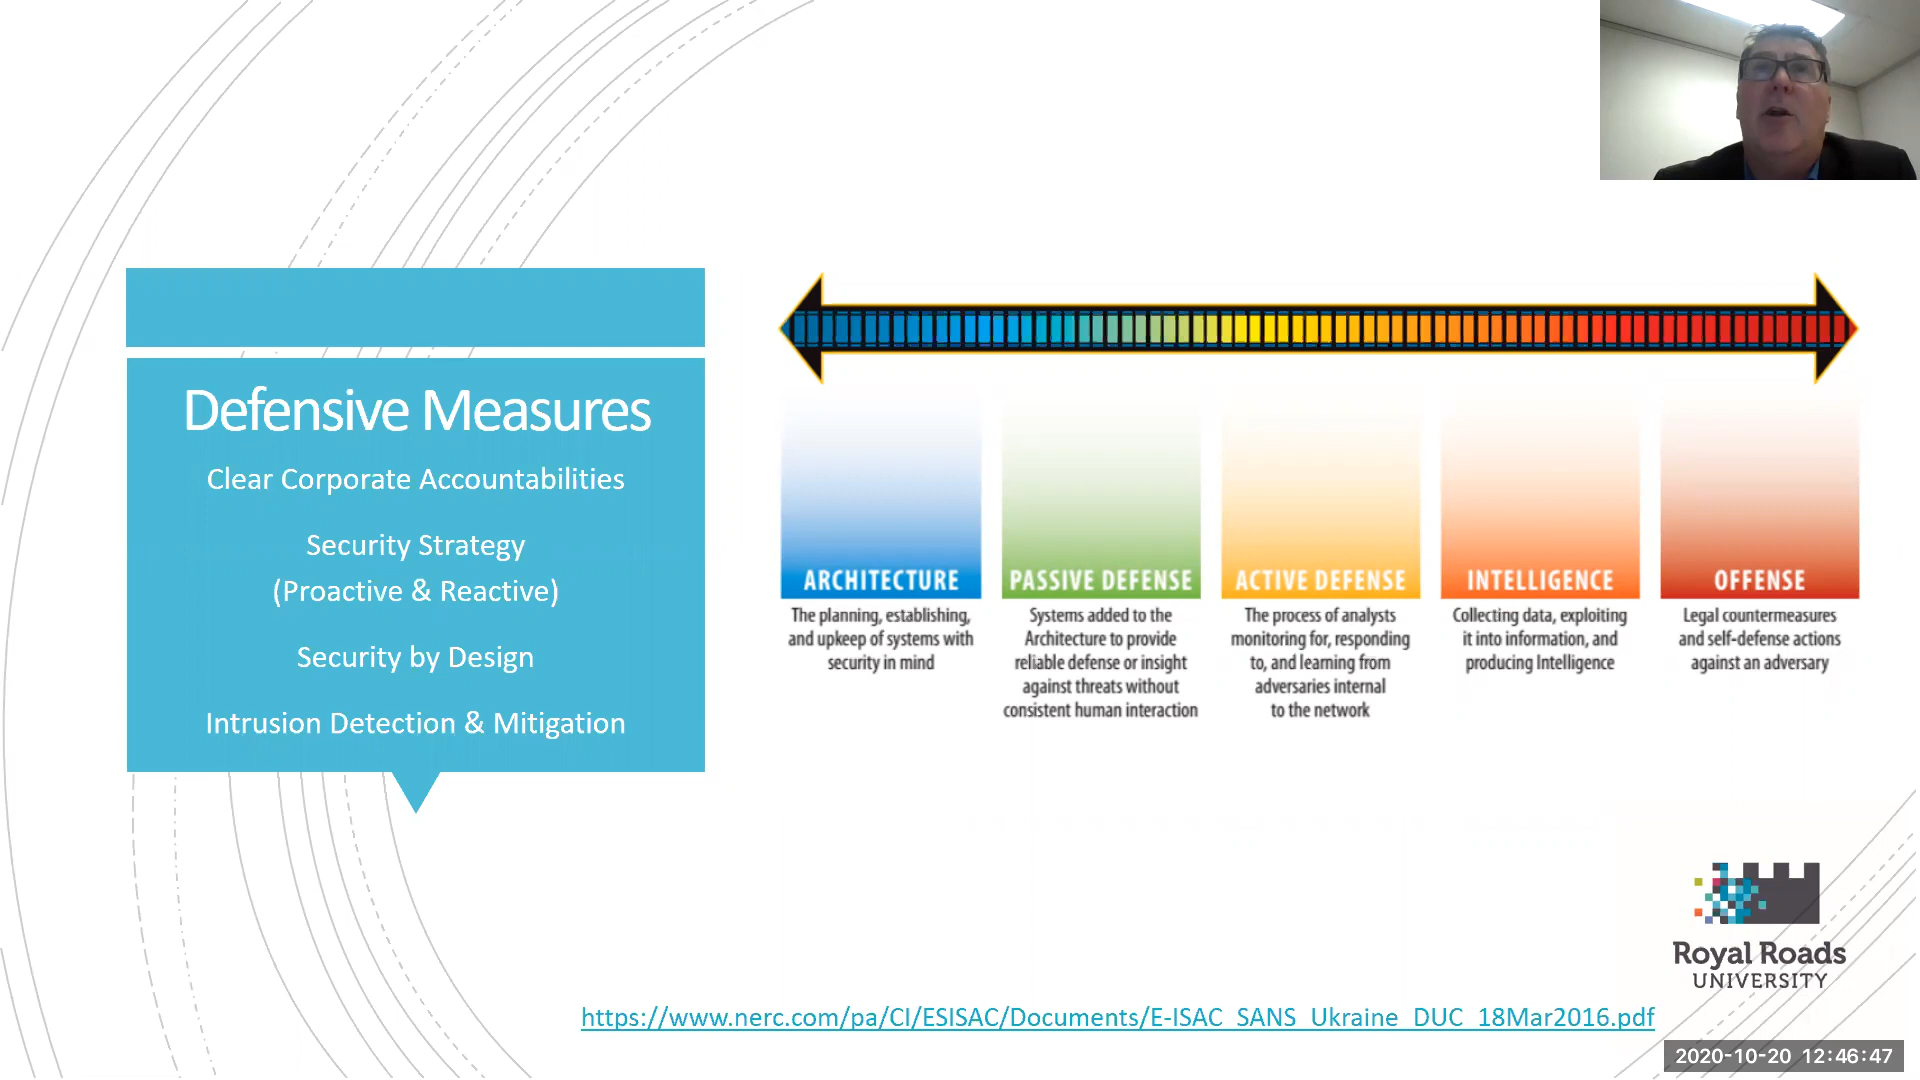 Defensive Measures
Clear Corporate Accountabilities
Security Strategy
(Proactive & Reactive)
Security by Design
Intrusion Detection & Mitigation
ARCHITECTURE
The planning, establishing,
and upkeep of systems with
security in mind
PASSIVE DEFENSE
Systems added to the
Architecture to provide
reliable defense or insight
against threats without
consistent human interaction
ACTIVE DEFENSE
The process of analysts
monitoring for, responding
to, and learning from
adversaries internal
to the network
INTELLIGENCE
Collecting data, exploiting
it into information, and
producing Intelligence
OFFENSE
Legal countermeasures
and self-defense actions
against an adversary
Royal Roads
UNIVERSITY
https://www.nerc.com/pa/CI/ESISAC/Documents/E-ISAC_SANS_Ukraine_DUC_18Mar2016.pdf
2020-10-20 12:46:47